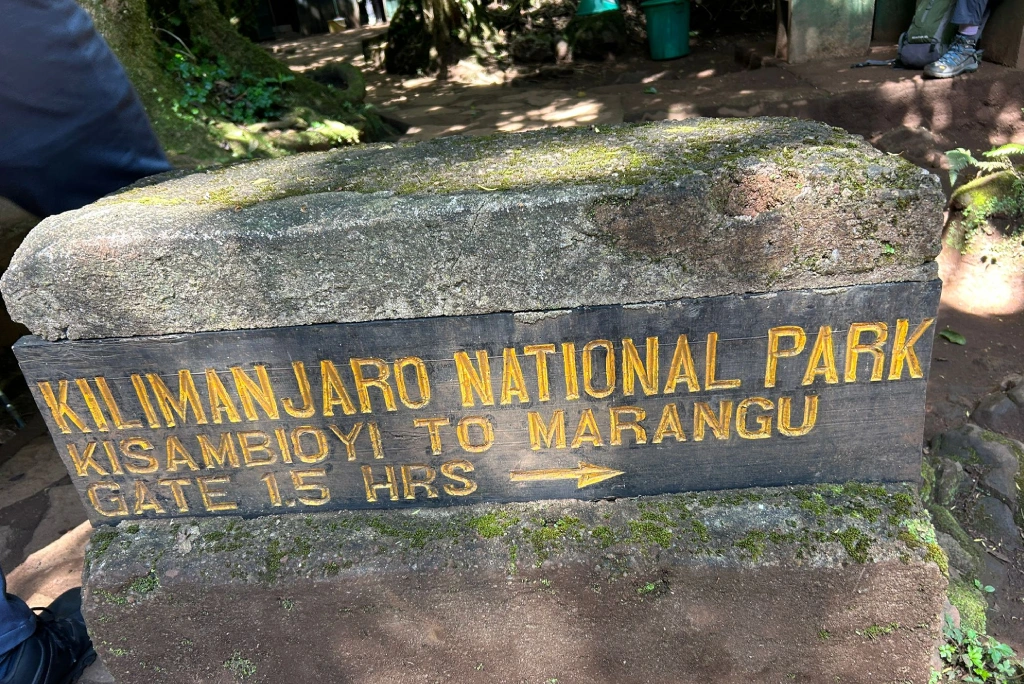 KILIMANJARO NATIONAL PARK
KISAMBIOYI TO MARANGU
GATE 1.5 HRS →